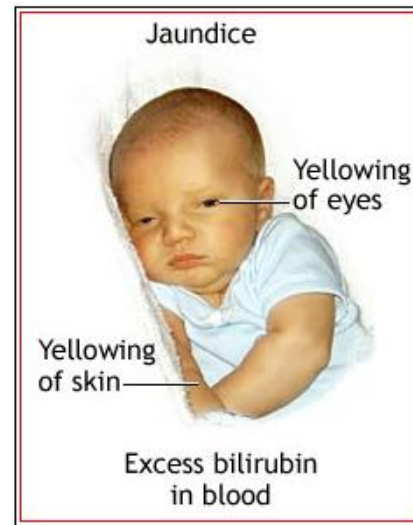 Jaundice
Yellowing
of eyes
Yellowing
of skin
Excess bilirubin
in blood